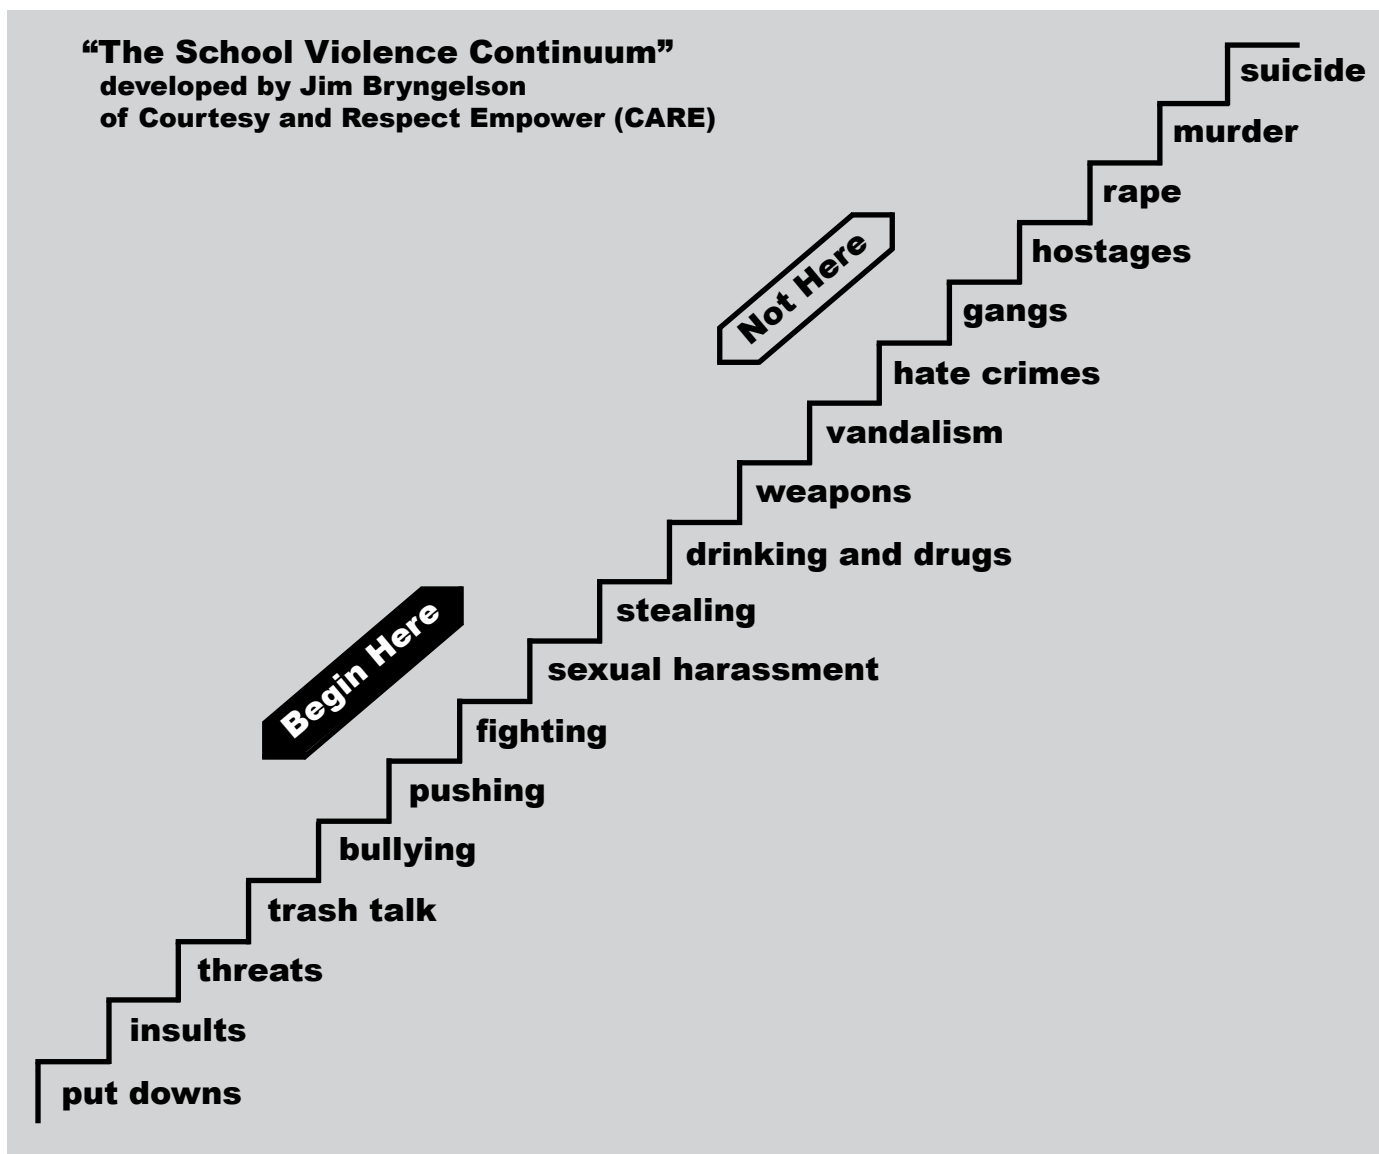 “The School Violence Continuum”
developed by Jim Bryngelson
of Courtesy and Respect Empower (CARE)
suicide
murder
rape
hostages
Not Here
gangs
hate crimes
vandalism
weapons
drinking and drugs
stealing
Begin Here
sexual harassment
fighting
pushing
bullying
trash talk
threats
insults
put downs